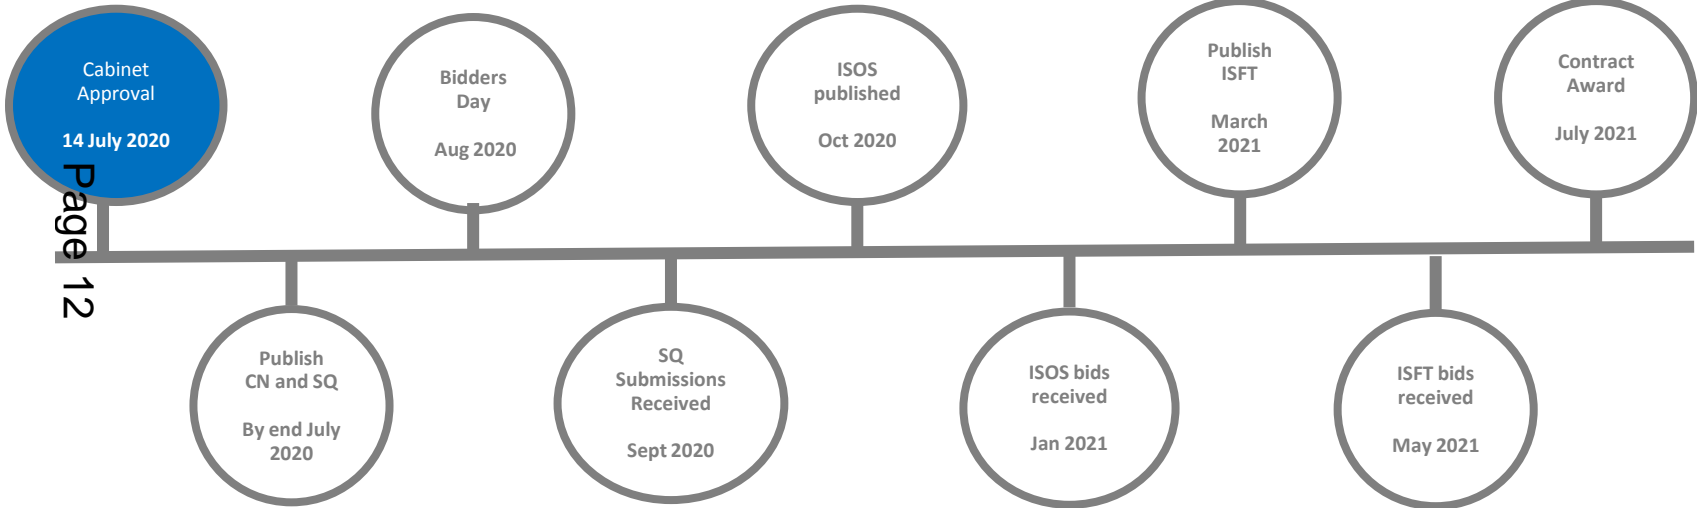 Cabinet
Approval
14 July 2020
Publish
CN and SQ
By end July
2020
Bidders
Day
Aug 2020
SQ
Submissions
Received
Sept 2020
ISOS
published
Oct 2020
ISOS bids
received
Jan 2021
Publish
ISFT
March
2021
ISFT bids
received
May 2021
Contract
Award
July 2021
Page 12